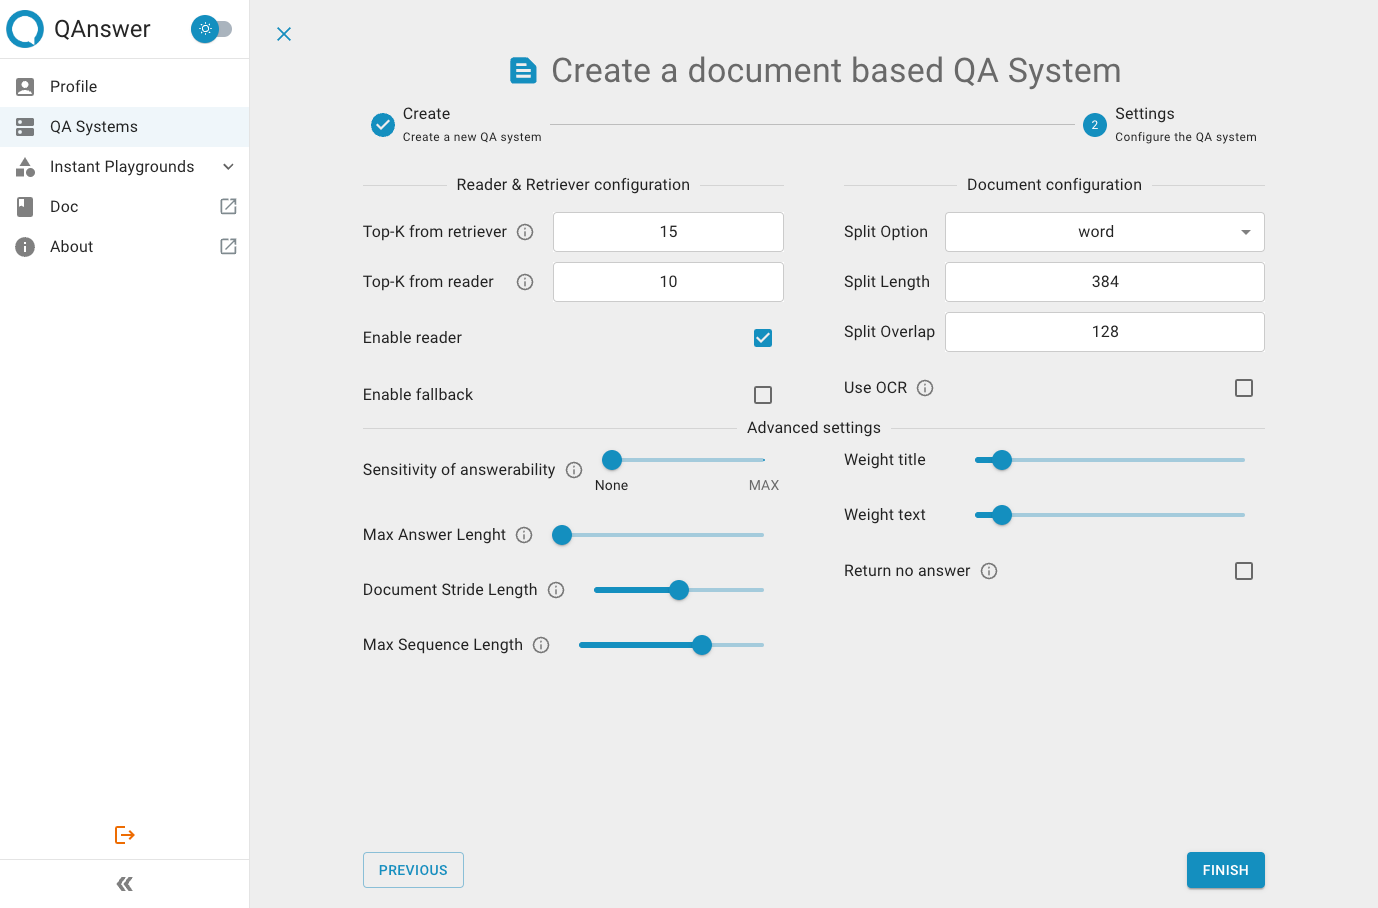 QAnswer
Profile
QA Systems
Instant Playgrounds
Doc
About
Create a document based QA System
Create
Create a new QA system
2
Settings
Configure the QA system
Reader & Retriever configuration
Top-K from retriever
15
Top-K from reader
10
Enable reader
Enable fallback
Document configuration
Split Option
word
Split Length
384
Split Overlap
128
Use OCR
Advanced settings
Sensitivity of answerability
None
MAX
Max Answer Lenght
Document Stride Length
Max Sequence Length
Weight title
Weight text
Return no answer
PREVIOUS
FINISH